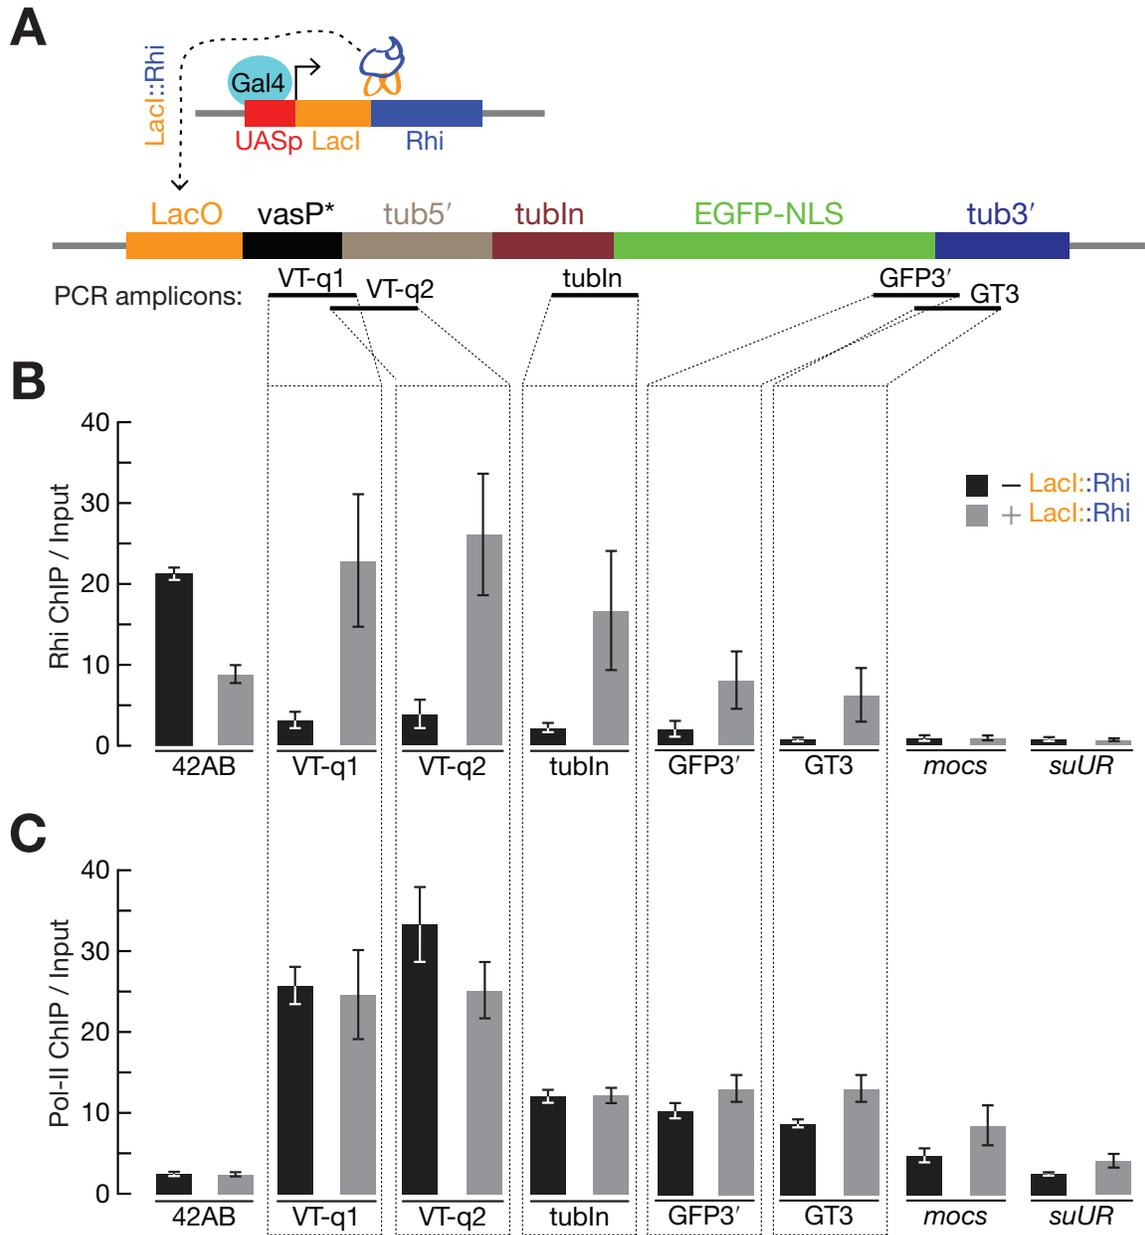 A
LacI::Rhi
Gal4
UASp LacI Rhi
LacO vasP* tub5′ tubIn EGFP-NLS tub3′
PCR amplicons: VT-q1 VT-q2 tubIn GFP3′ GT3
B
Rhi ChIP / Input
40
30
20
10
0
− LacI::Rhi
+ LacI::Rhi
42AB VT-q1 VT-q2 tubIn GFP3′ GT3 mocs suUR
C
Pol-II ChIP / Input
40
30
20
10
0
42AB VT-q1 VT-q2 tubIn GFP3′ GT3 mocs suUR